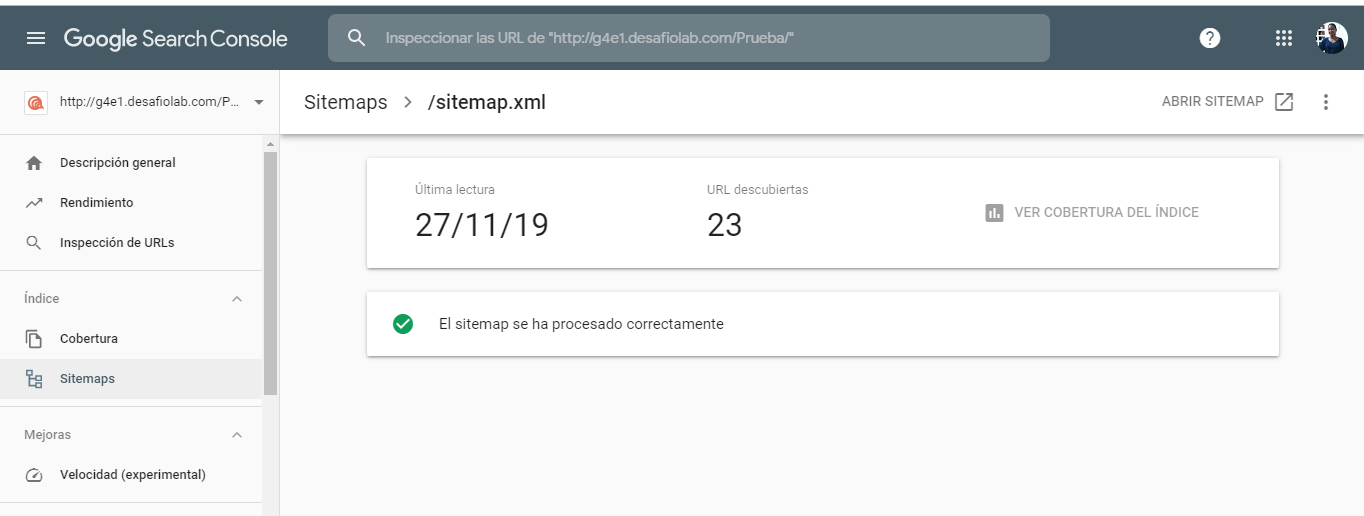 Google Search Console
Inspeccionar las URL de "http://g4e1.desafiolab.com/Prueba/"
http://g4e1.desafiolab.com/P...
Sitemaps > /sitemap.xml
ABRIR SITEMAP
Descripción general
Rendimiento
Inspección de URLs
Índice
Cobertura
Sitemaps
Mejoras
Velocidad (experimental)
Última lectura
27/11/19
URL descubiertas
23
VER COBERTURA DEL ÍNDICE
El sitemap se ha procesado correctamente